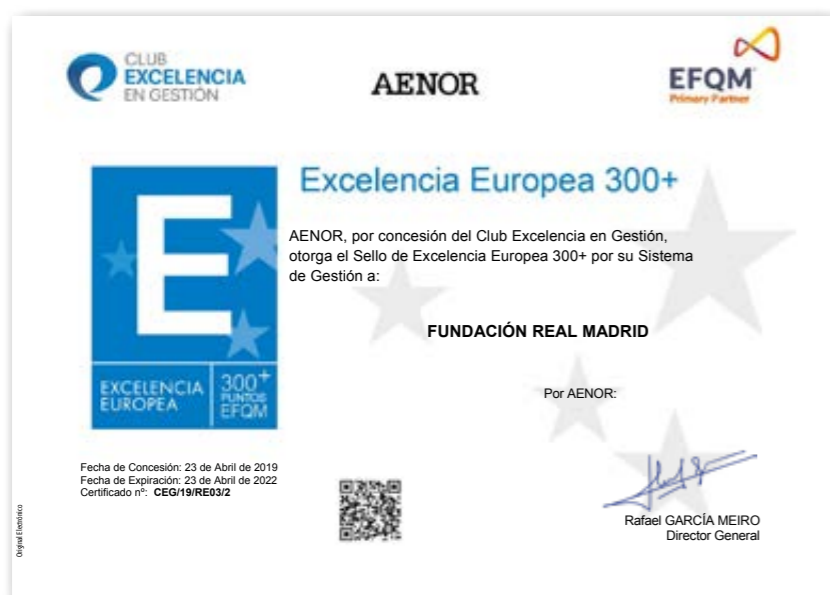 CLUB
EXCELENCIA
EN GESTIÓN
AENOR
EFQM
Primary Partner
E
EXCELENCIA
EUROPEA
300+
PUNTOS
EFQM
Excelencia Europea 300+
AENOR, por concesión del Club Excelencia en Gestión,
otorga el Sello de Excelencia Europea 300+ por su Sistema
de Gestión a:
FUNDACIÓN REAL MADRID
Por AENOR:
Fecha de Concesión: 23 de Abril de 2019
Fecha de Expiración: 23 de Abril de 2022
Certificado nº: CEG/19/RE03/2
Rafael GARCÍA MEIRO
Director General
Original Electrónico